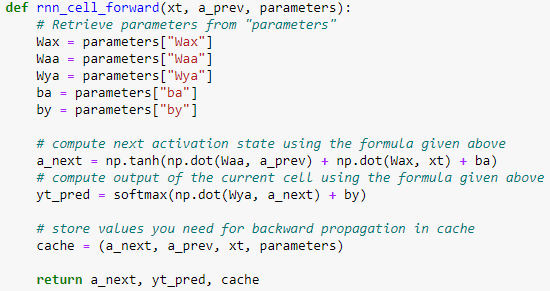 def rnn_cell_forward(xt, a_prev, parameters):
    # Retrieve parameters from "parameters"
    Wax = parameters["Wax"]
    Waa = parameters["Waa"]
    Wya = parameters["Wya"]
    ba = parameters["ba"]
    by = parameters["by"]

    # compute next activation state using the formula given above
    a_next = np.tanh(np.dot(Waa, a_prev) + np.dot(Wax, xt) + ba)
    # compute output of the current cell using the formula given above
    yt_pred = softmax(np.dot(Wya, a_next) + by)

    # store values you need for backward propagation in cache
    cache = (a_next, a_prev, xt, parameters)

    return a_next, yt_pred, cache